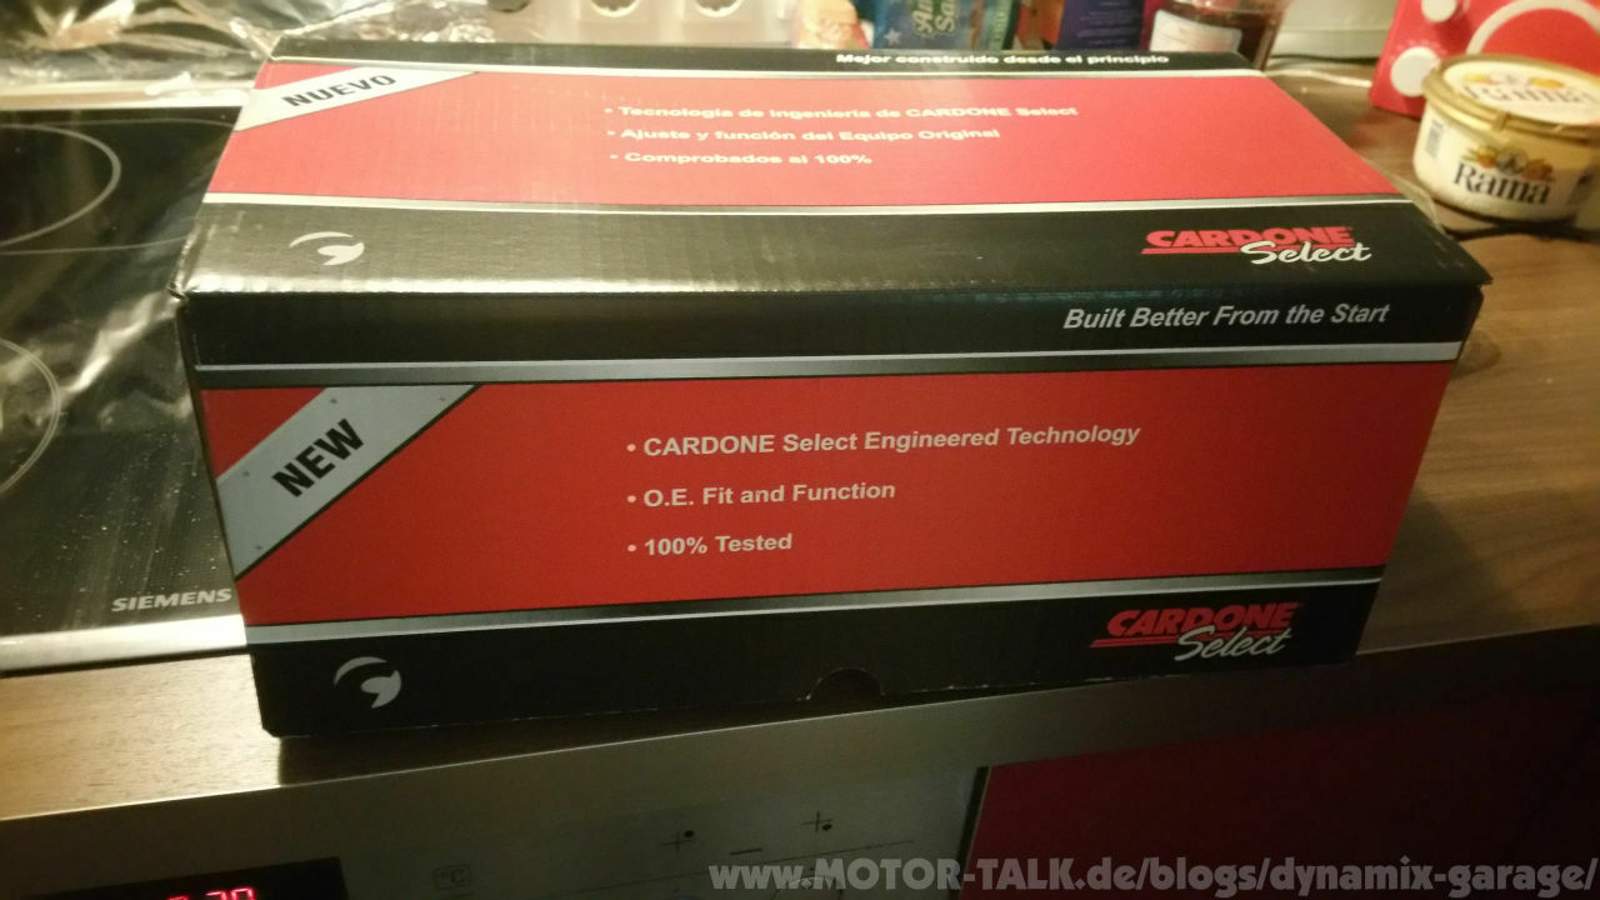 Mejor construido desde el principio
NUEVO
• Tecnología de ingeniería de CARDONE Select
• Ajuste y función del Equipo Original
• Comprobados al 100%
CARDONE
Select
Built Better From the Start
NEW
• CARDONE Select Engineered Technology
• O.E. Fit and Function
• 100% Tested
CARDONE
Select
SIEMENS
Rama
°C
www.MOTOR-TALK.de/blogs/dynamix-garage/